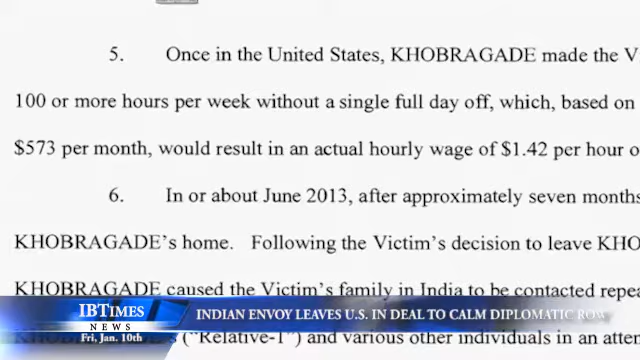 5. Once in the United States, KHOBRAGADE made the V
100 or more hours per week without a single full day off, which, based on
$573 per month, would result in an actual hourly wage of $1.42 per hour o
6. In or about June 2013, after approximately seven months
KHOBRAGADE's home. Following the Victim's decision to leave KHO
KHOBRAGADE caused the Victim's family in India to be contacted repea
IBTIMES
NEWS
Fri, Jan. 10th
INDIAN ENVOY LEAVES U.S. IN DEAL TO CALM DIPLOMATIC ROW
("Relative-1") and various other individuals in an atten